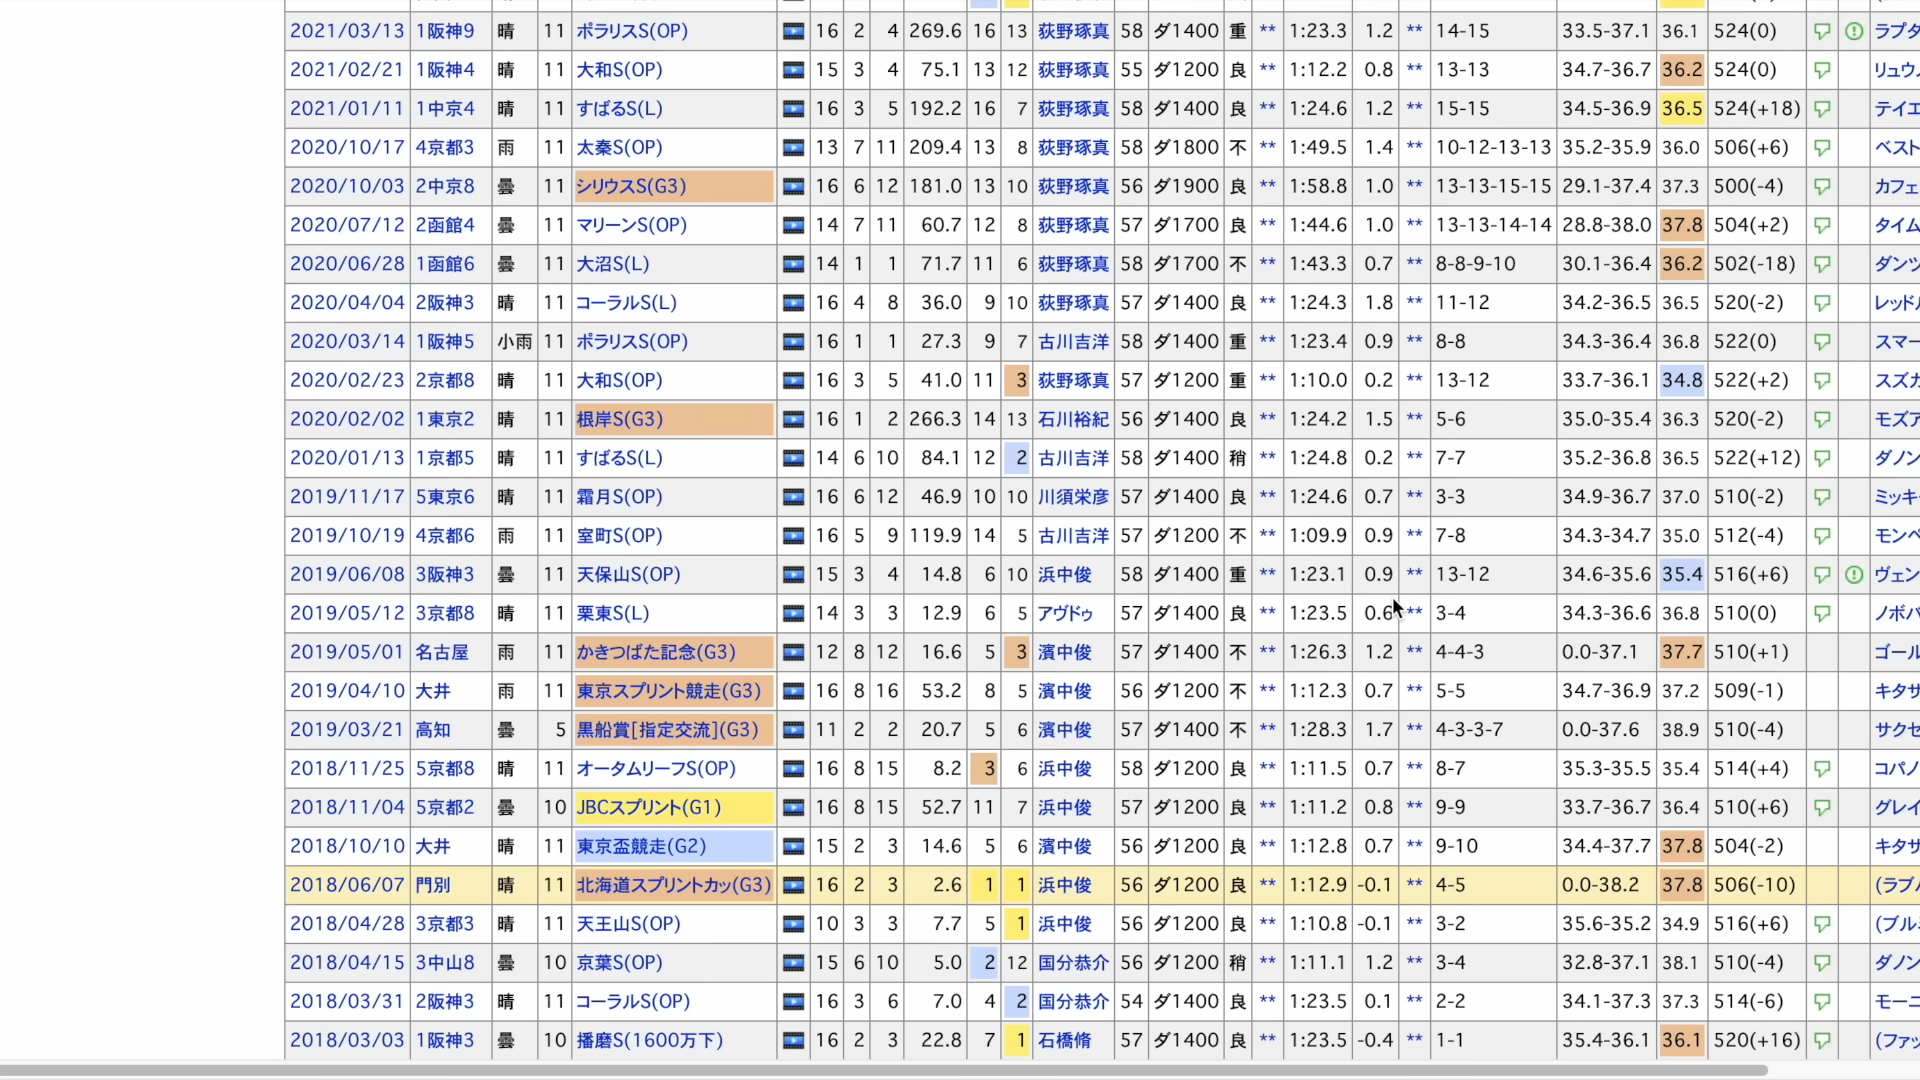 2021/03/13 1阪神9 晴 11 ポラリスS(OP) 16 2 4 269.6 16 13 荻野琢真 58 ダ1400 重 ** 1:23.3 1.2 ** 14-15 33.5-37.1 36.1 524(0) ラプタ
2021/02/21 1阪神4 晴 11 大和S(OP) 15 3 4 75.1 13 12 荻野琢真 55 ダ1200 良 ** 1:12.2 0.8 ** 13-13 34.7-36.7 36.2 524(0) リュウノ
2021/01/11 1中京4 晴 11 すばるS(L) 16 3 5 192.2 16 7 荻野琢真 58 ダ1400 良 ** 1:24.6 1.2 ** 15-15 34.5-36.9 36.5 524(+18) テイエ
2020/10/17 4京都3 雨 11 太秦S(OP) 13 7 11 209.4 13 8 荻野琢真 58 ダ1800 不 ** 1:49.5 1.4 ** 10-12-13-13 35.2-35.9 36.0 506(+6) ベスト
2020/10/03 2中京8 曇 11 シリウスS(G3) 16 6 12 181.0 13 10 荻野琢真 56 ダ1900 良 ** 1:58.8 1.0 ** 13-13-15-15 29.1-37.4 37.3 500(-4) カフェ
2020/07/12 2函館4 曇 11 マリーンS(OP) 14 7 11 60.7 12 8 荻野琢真 57 ダ1700 良 ** 1:44.6 1.0 ** 13-13-14-14 28.8-38.0 37.8 504(+2) タイム
2020/06/28 1函館6 曇 11 大沼S(L) 14 1 1 71.7 11 6 荻野琢真 58 ダ1700 不 ** 1:43.3 0.7 ** 8-8-9-10 30.1-36.4 36.2 502(-18) ダンツ
2020/04/04 2阪神3 晴 11 コーラルS(L) 16 4 8 36.0 9 10 荻野琢真 57 ダ1400 良 ** 1:24.3 1.8 ** 11-12 34.2-36.5 36.5 520(-2) レッドル
2020/03/14 1阪神5 小雨 11 ポラリスS(OP) 16 1 1 27.3 9 7 古川吉洋 58 ダ1400 重 ** 1:23.4 0.9 ** 8-8 34.3-36.4 36.8 522(0) スマー
2020/02/23 2京都8 晴 11 大和S(OP) 16 3 5 41.0 11 3 荻野琢真 57 ダ1200 重 ** 1:10.0 0.2 ** 13-12 33.7-36.1 34.8 522(+2) スズカ
2020/02/02 1東京2 晴 11 根岸S(G3) 16 1 2 266.3 14 13 石川裕紀 56 ダ1400 良 ** 1:24.2 1.5 ** 5-6 35.0-35.4 36.3 520(-2) モズア
2020/01/13 1京都5 晴 11 すばるS(L) 14 6 10 84.1 12 2 古川吉洋 58 ダ1400 稍 ** 1:24.8 0.2 ** 7-7 35.2-36.8 36.5 522(+12) ダノン
2019/11/17 5東京6 晴 11 霜月S(OP) 16 6 12 46.9 10 10 川須栄彦 57 ダ1400 良 ** 1:24.6 0.7 ** 3-3 34.9-36.7 37.0 510(-2) ミッキー
2019/10/19 4京都6 雨 11 室町S(OP) 16 5 9 119.9 14 5 古川吉洋 57 ダ1200 不 ** 1:09.9 0.9 ** 7-8 34.3-34.7 35.0 512(-4) モンペ
2019/06/08 3阪神3 曇 11 天保山S(OP) 15 3 4 14.8 6 10 浜中俊 58 ダ1400 重 ** 1:23.1 0.9 ** 13-12 34.6-35.6 35.4 516(+6) ヴェン
2019/05/12 3京都8 晴 11 栗東S(L) 14 3 3 12.9 6 5 アヴドゥ 57 ダ1400 良 ** 1:23.5 0.6 ** 3-4 34.3-36.6 36.8 510(0) ノボバ
2019/05/01 名古屋 雨 11 かきつばた記念(G3) 12 8 12 16.6 5 3 濱中俊 57 ダ1400 不 ** 1:26.3 1.2 ** 4-4-3 0.0-37.1 37.7 510(+1) ゴール
2019/04/10 大井 雨 11 東京スプリント競走(G3) 16 8 16 53.2 8 5 濱中俊 56 ダ1200 不 ** 1:12.3 0.7 ** 5-5 34.7-36.9 37.2 509(-1) キタサ
2019/03/21 高知 曇 5 黒船賞[指定交流](G3) 11 2 2 20.7 5 6 濱中俊 57 ダ1400 不 ** 1:28.3 1.7 ** 4-3-3-7 0.0-37.6 38.9 510(-4) サクセ
2018/11/25 5京都8 晴 11 オータムリーフS(OP) 16 8 15 8.2 3 6 浜中俊 58 ダ1200 良 ** 1:11.5 0.7 ** 8-7 35.3-35.5 35.4 514(+4) コパノ
2018/11/04 5京都2 曇 10 JBCスプリント(G1) 16 8 15 52.7 11 7 浜中俊 57 ダ1200 良 ** 1:11.2 0.8 ** 9-9 33.7-36.7 36.4 510(+6) グレイ
2018/10/10 大井 晴 11 東京盃競走(G2) 15 2 3 14.6 5 6 濱中俊 56 ダ1200 良 ** 1:12.8 0.7 ** 9-10 34.4-37.7 37.8 504(-2) キタサ
2018/06/07 門別 晴 11 北海道スプリントカッ(G3) 16 2 3 2.6 1 1 浜中俊 56 ダ1200 良 ** 1:12.9 -0.1 ** 4-5 0.0-38.2 37.8 506(-10) (ラブバ
2018/04/28 3京都3 晴 11 天王山S(OP) 10 3 3 7.7 5 1 浜中俊 56 ダ1200 良 ** 1:10.8 -0.1 ** 3-2 35.6-35.2 34.9 516(+6) (ブル
2018/04/15 3中山8 曇 10 京葉S(OP) 15 6 10 5.0 2 12 国分恭介 56 ダ1200 稍 ** 1:11.1 1.2 ** 3-4 32.8-37.1 38.1 510(-4) ダノン
2018/03/31 2阪神3 晴 11 コーラルS(OP) 16 3 6 7.0 4 2 国分恭介 54 ダ1400 良 ** 1:23.5 0.1 ** 2-2 34.1-37.3 37.3 514(-6) モーニ
2018/03/03 1阪神3 曇 10 播磨S(1600万下) 16 2 3 22.8 7 1 石橋脩 57 ダ1400 良 ** 1:23.5 -0.4 ** 1-1 35.4-36.1 36.1 520(+16) (ファッ